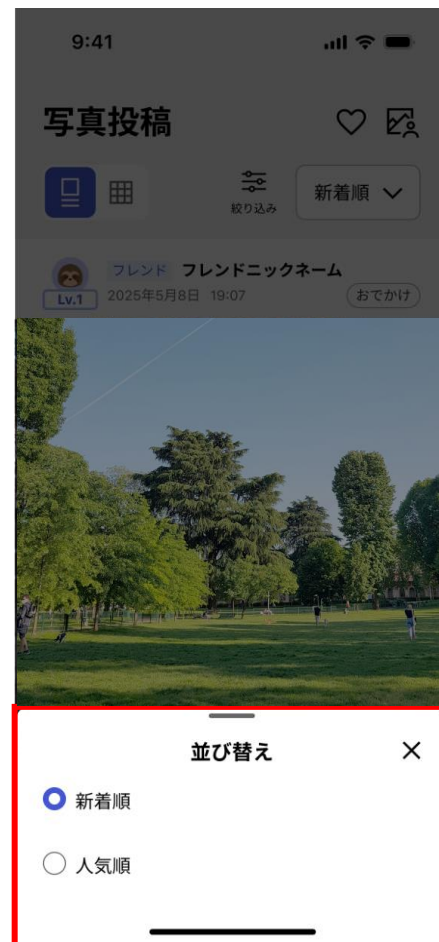 9:41
写真投稿
絞り込み
新着順
フレンド フレンドニックネーム
Lv.1 2025年5月8日 19:07 おでかけ
並び替え
新着順
人気順